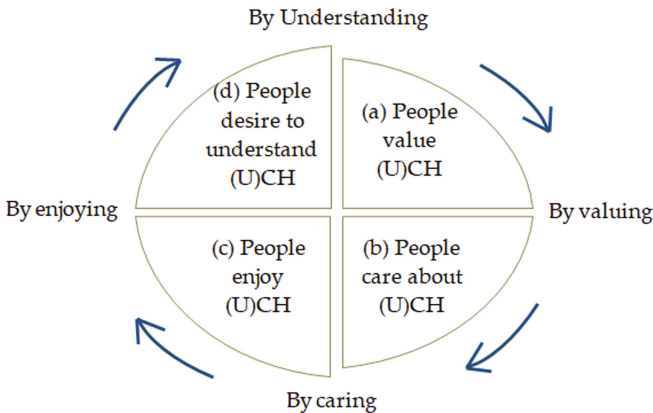 By Understanding
(d) People
desire to
understand
(U)CH
(a) People
value
(U)CH
By enjoying
By valuing
(c) People
enjoy
(U)CH
(b) People
care about
(U)CH
By caring